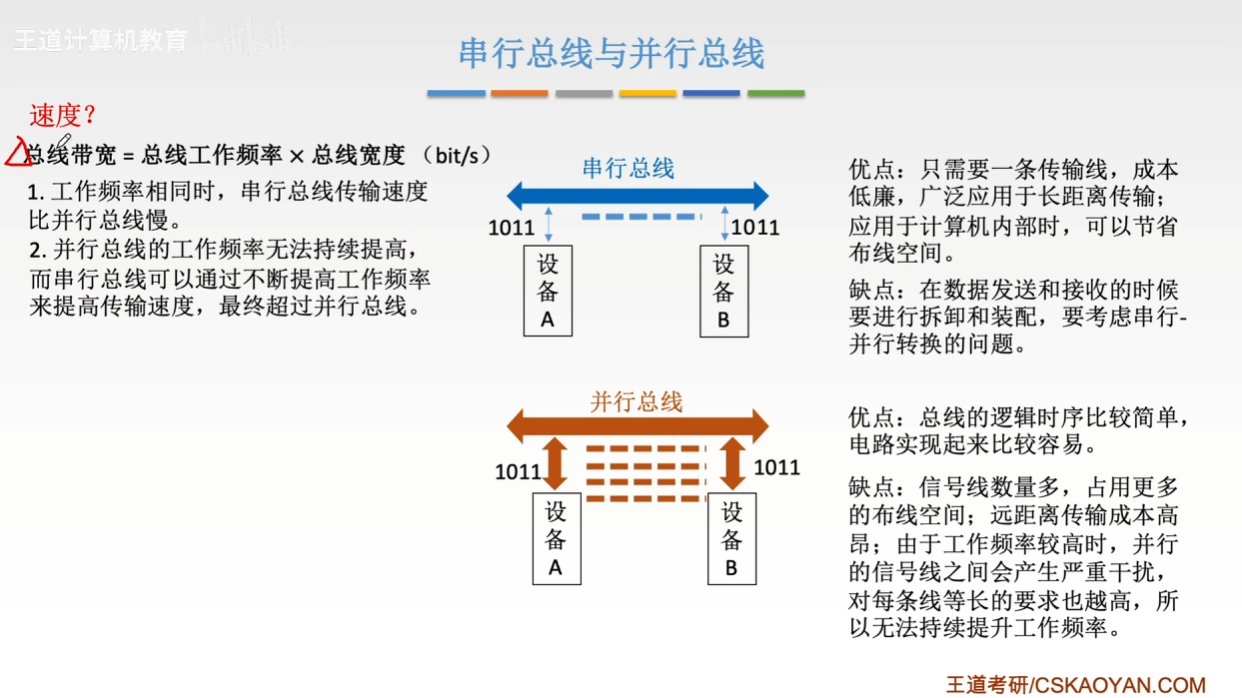 王道计算机教育
串行总线与并行总线
速度？
总线带宽 = 总线工作频率 × 总线宽度 （bit/s）
1. 工作频率相同时，串行总线传输速度
比并行总线慢。
2. 并行总线的工作频率无法持续提高，
而串行总线可以通过不断提高工作频率
来提高传输速度，最终超过并行总线。
串行总线
1011
1011
设
备
A
设
备
B
优点：只需要一条传输线，成本
低廉，广泛应用于长距离传输；
应用于计算机内部时，可以节省
布线空间。
缺点：在数据发送和接收的时候
要进行拆卸和装配，要考虑串行-
并行转换的问题。
并行总线
1011
1011
设
备
A
设
备
B
优点：总线的逻辑时序比较简单，
电路实现起来比较容易。
缺点：信号线数量多，占用更多
的布线空间；远距离传输成本高
昂；由于工作频率较高时，并行
的信号线之间会产生严重干扰，
对每条线等长的要求也越高，所
以无法持续提升工作频率。
王道考研/CSKAOYAN.COM